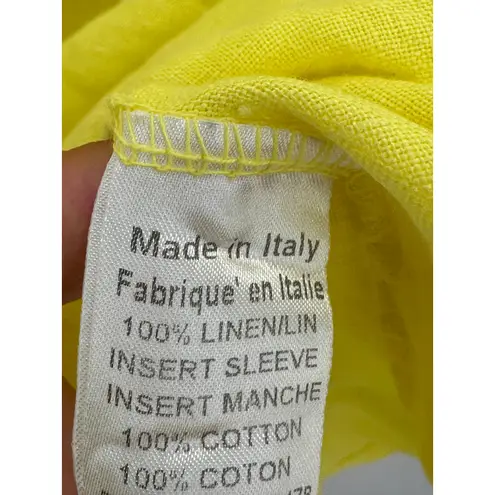 Made in Italy
Fabrique' en Italie
100% LINEN/LIN
INSERT SLEEVE
INSERT MANCHE
100% COTTON
100% COTON